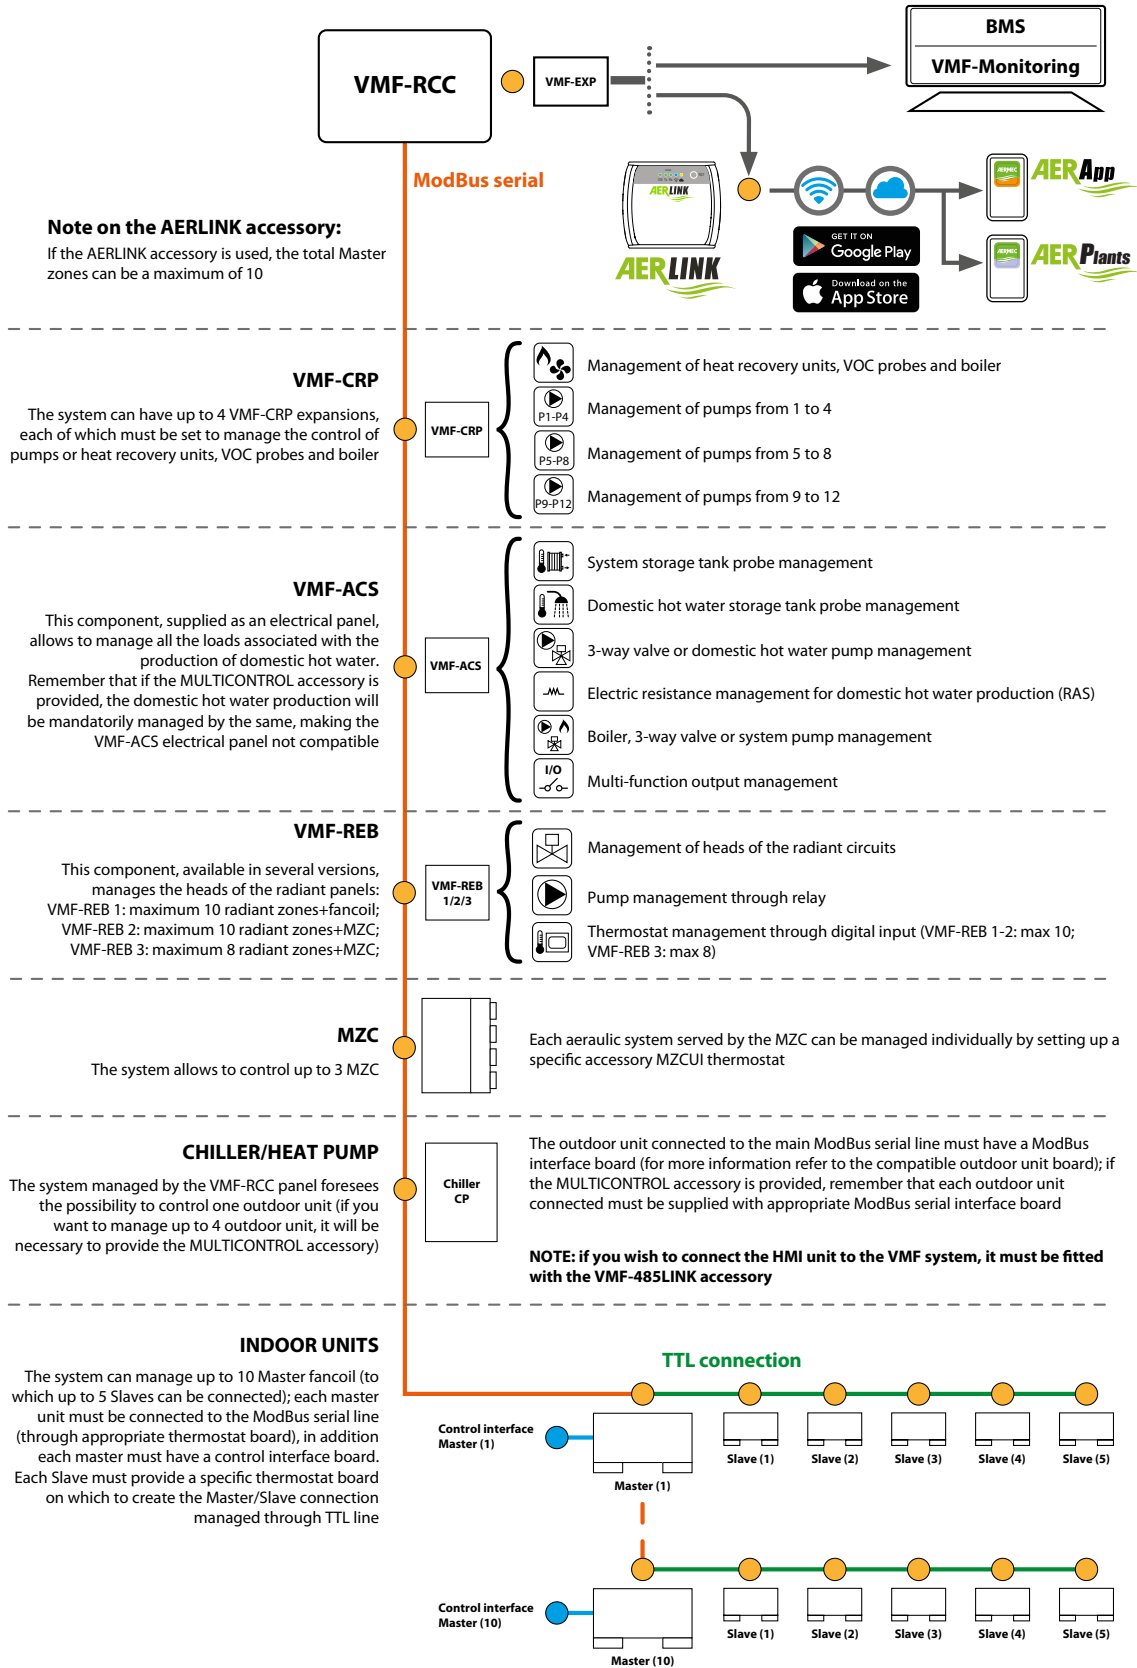 BMS
VMF-Monitoring
VMF-RCC
VMF-EXP
ModBus serial
AERLINK
AERLINK
AERMEC
AERApp
GET IT ON
Google Play
Download on the
App Store
AERMEC
AERPlants
Note on the AERLINK accessory:
If the AERLINK accessory is used, the total Master
zones can be a maximum of 10
VMF-CRP
The system can have up to 4 VMF-CRP expansions,
each of which must be set to manage the control of
pumps or heat recovery units, VOC probes and boiler
VMF-CRP
Management of heat recovery units, VOC probes and boiler
P1-P4
Management of pumps from 1 to 4
P5-P8
Management of pumps from 5 to 8
P9-P12
Management of pumps from 9 to 12
VMF-ACS
This component, supplied as an electrical panel,
allows to manage all the loads associated with the
production of domestic hot water.
Remember that if the MULTICONTROL accessory is
provided, the domestic hot water production will
be mandatorily managed by the same, making the
VMF-ACS electrical panel not compatible
VMF-ACS
System storage tank probe management
Domestic hot water storage tank probe management
3-way valve or domestic hot water pump management
Electric resistance management for domestic hot water production (RAS)
Boiler, 3-way valve or system pump management
I/O
Multi-function output management
VMF-REB
This component, available in several versions,
manages the heads of the radiant panels:
VMF-REB 1: maximum 10 radiant zones+fancoil;
VMF-REB 2: maximum 10 radiant zones+MZC;
VMF-REB 3: maximum 8 radiant zones+MZC;
VMF-REB
1/2/3
Management of heads of the radiant circuits
Pump management through relay
Thermostat management through digital input (VMF-REB 1-2: max 10;
VMF-REB 3: max 8)
MZC
The system allows to control up to 3 MZC
Each aeraulic system served by the MZC can be managed individually by setting up a
specific accessory MZCUI thermostat
CHILLER/HEAT PUMP
The system managed by the VMF-RCC panel foresees
the possibility to control one outdoor unit (if you
want to manage up to 4 outdoor unit, it will be
necessary to provide the MULTICONTROL accessory)
Chiller
CP
The outdoor unit connected to the main ModBus serial line must have a ModBus
interface board (for more information refer to the compatible outdoor unit board); if
the MULTICONTROL accessory is provided, remember that each outdoor unit
connected must be supplied with appropriate ModBus serial interface board
NOTE: if you wish to connect the HMI unit to the VMF system, it must be fitted
with the VMF-485LINK accessory
INDOOR UNITS
The system can manage up to 10 Master fancoil (to
which up to 5 Slaves can be connected); each master
unit must be connected to the ModBus serial line
(through appropriate thermostat board), in addition
each master must have a control interface board.
Each Slave must provide a specific thermostat board
on which to create the Master/Slave connection
managed through TTL line
TTL connection
Control interface
Master (1)
Master (1)
Slave (1)
Slave (2)
Slave (3)
Slave (4)
Slave (5)
Control interface
Master (10)
Master (10)
Slave (1)
Slave (2)
Slave (3)
Slave (4)
Slave (5)